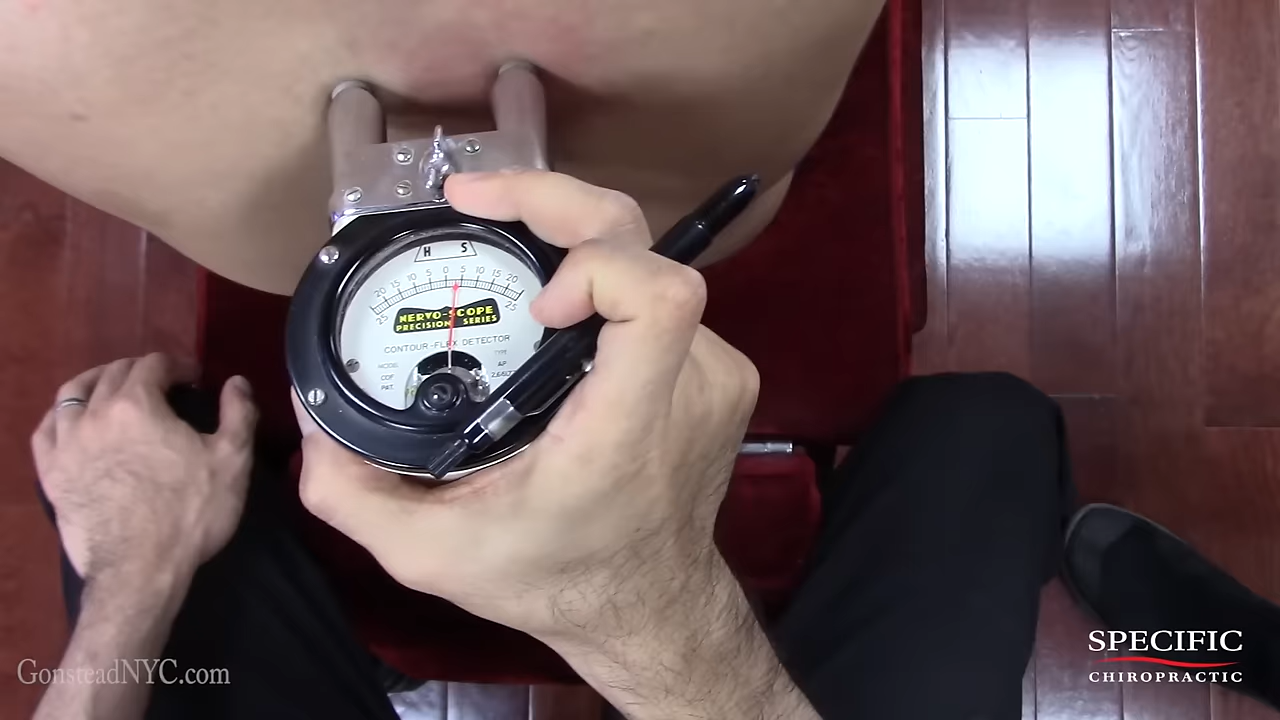 H S
20 15 10 5 0 5 10 15 20
25 25
NERVO-SCOPE
PRECISION SERIES
CONTOUR-FLEX DETECTOR
MODEL TYPE
CDF AP
PAT.
GonsteadNYC.com
SPECIFIC
CHIROPRACTIC